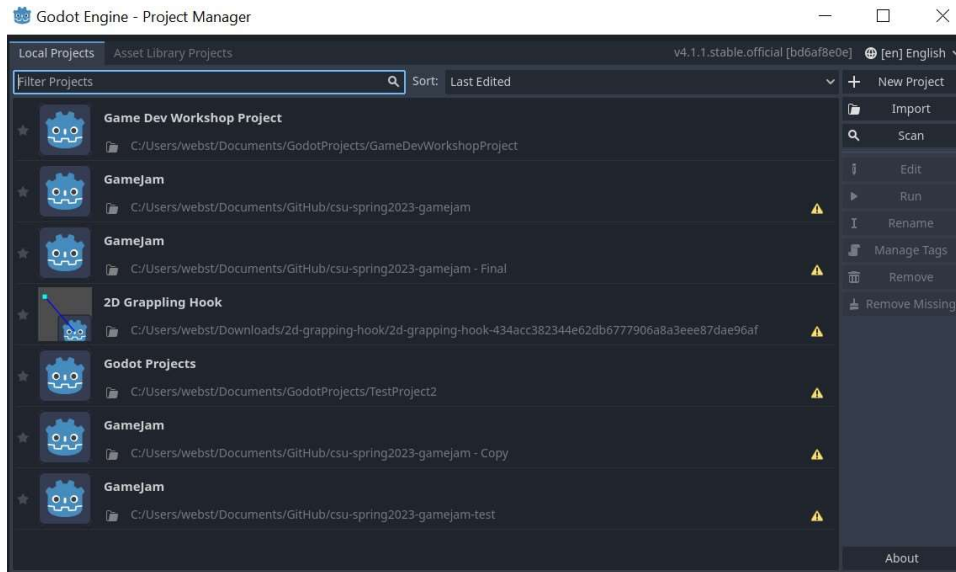 Godot Engine - Project Manager
Local Projects Asset Library Projects v4.1.1.stable.official [bd6af8e0e] [en] English
Filter Projects Sort: Last Edited New Project
Import
Scan
Edit
Run
Rename
Manage Tags
Remove
Remove Missing
Game Dev Workshop Project
C:/Users/webst/Documents/GodotProjects/GameDevWorkshopProject
GameJam
C:/Users/webst/Documents/GitHub/csu-spring2023-gamejam
GameJam
C:/Users/webst/Documents/GitHub/csu-spring2023-gamejam - Final
2D Grappling Hook
C:/Users/webst/Downloads/2d-grapping-hook/2d-grapping-hook-434acc382344e62db6777906a8a3eee87dae96af
Godot Projects
C:/Users/webst/Documents/GodotProjects/TestProject2
GameJam
C:/Users/webst/Documents/GitHub/csu-spring2023-gamejam - Copy
GameJam
C:/Users/webst/Documents/GitHub/csu-spring2023-gamejam-test
About